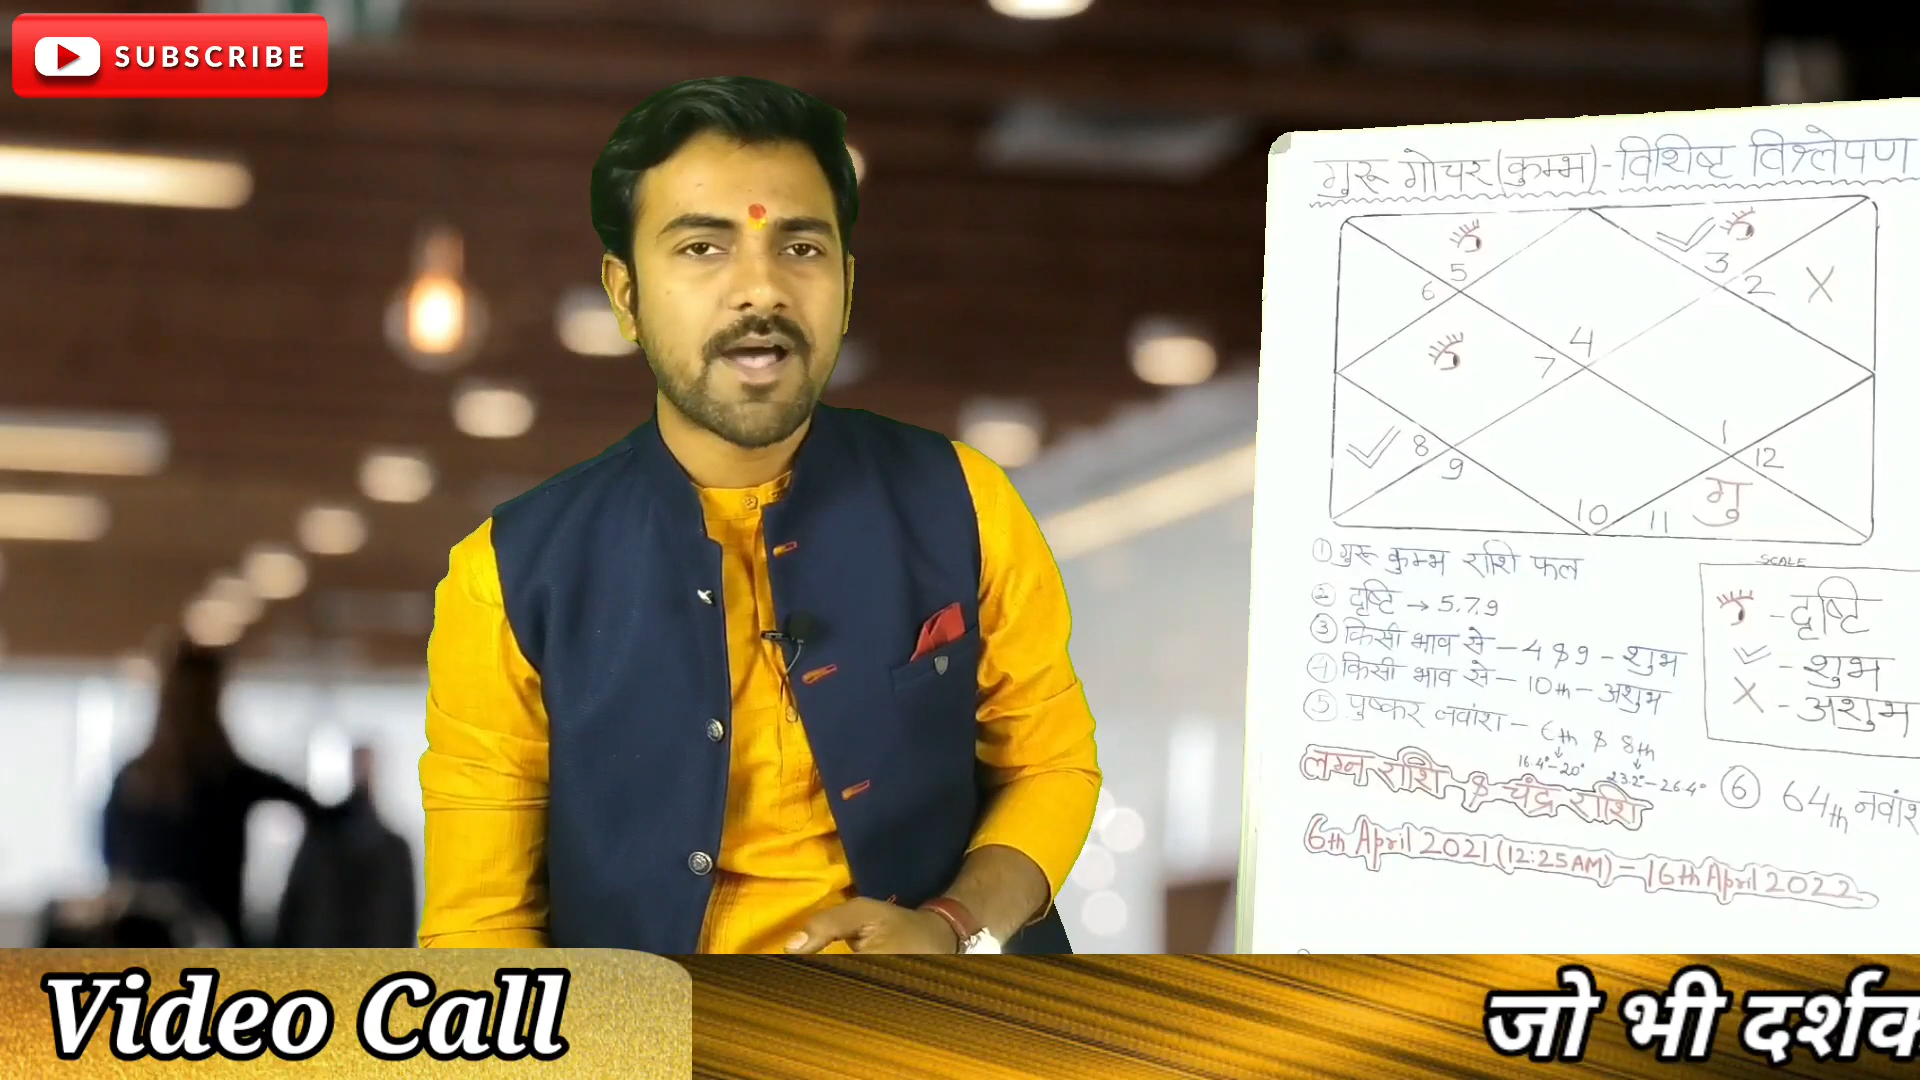 SUBSCRIBE
गुरू गोचर (कुम्भ) - विशिष्ट विश्लेषण
5
6
3
2
X
4
7
8
9
1
12
गु
10
11
① गुरू कुम्भ राशि फल
② दृष्टि → 5.7.9
③ किसी भाव से - 4 & 9 - शुभ
④ किसी भाव से - 10th - अशुभ
⑤ पुष्कर नवांश - 6th & 8th
16.4° - 20° 23.2° - 26.4°
SCALE
- दृष्टि
- शुभ
X - अशुभ
लग्न राशि & चंद्र राशि
⑥ 64th नवांश
6th April 2021 (12:25 AM) - 16th April 2022
Video Call
जो भी दर्शक